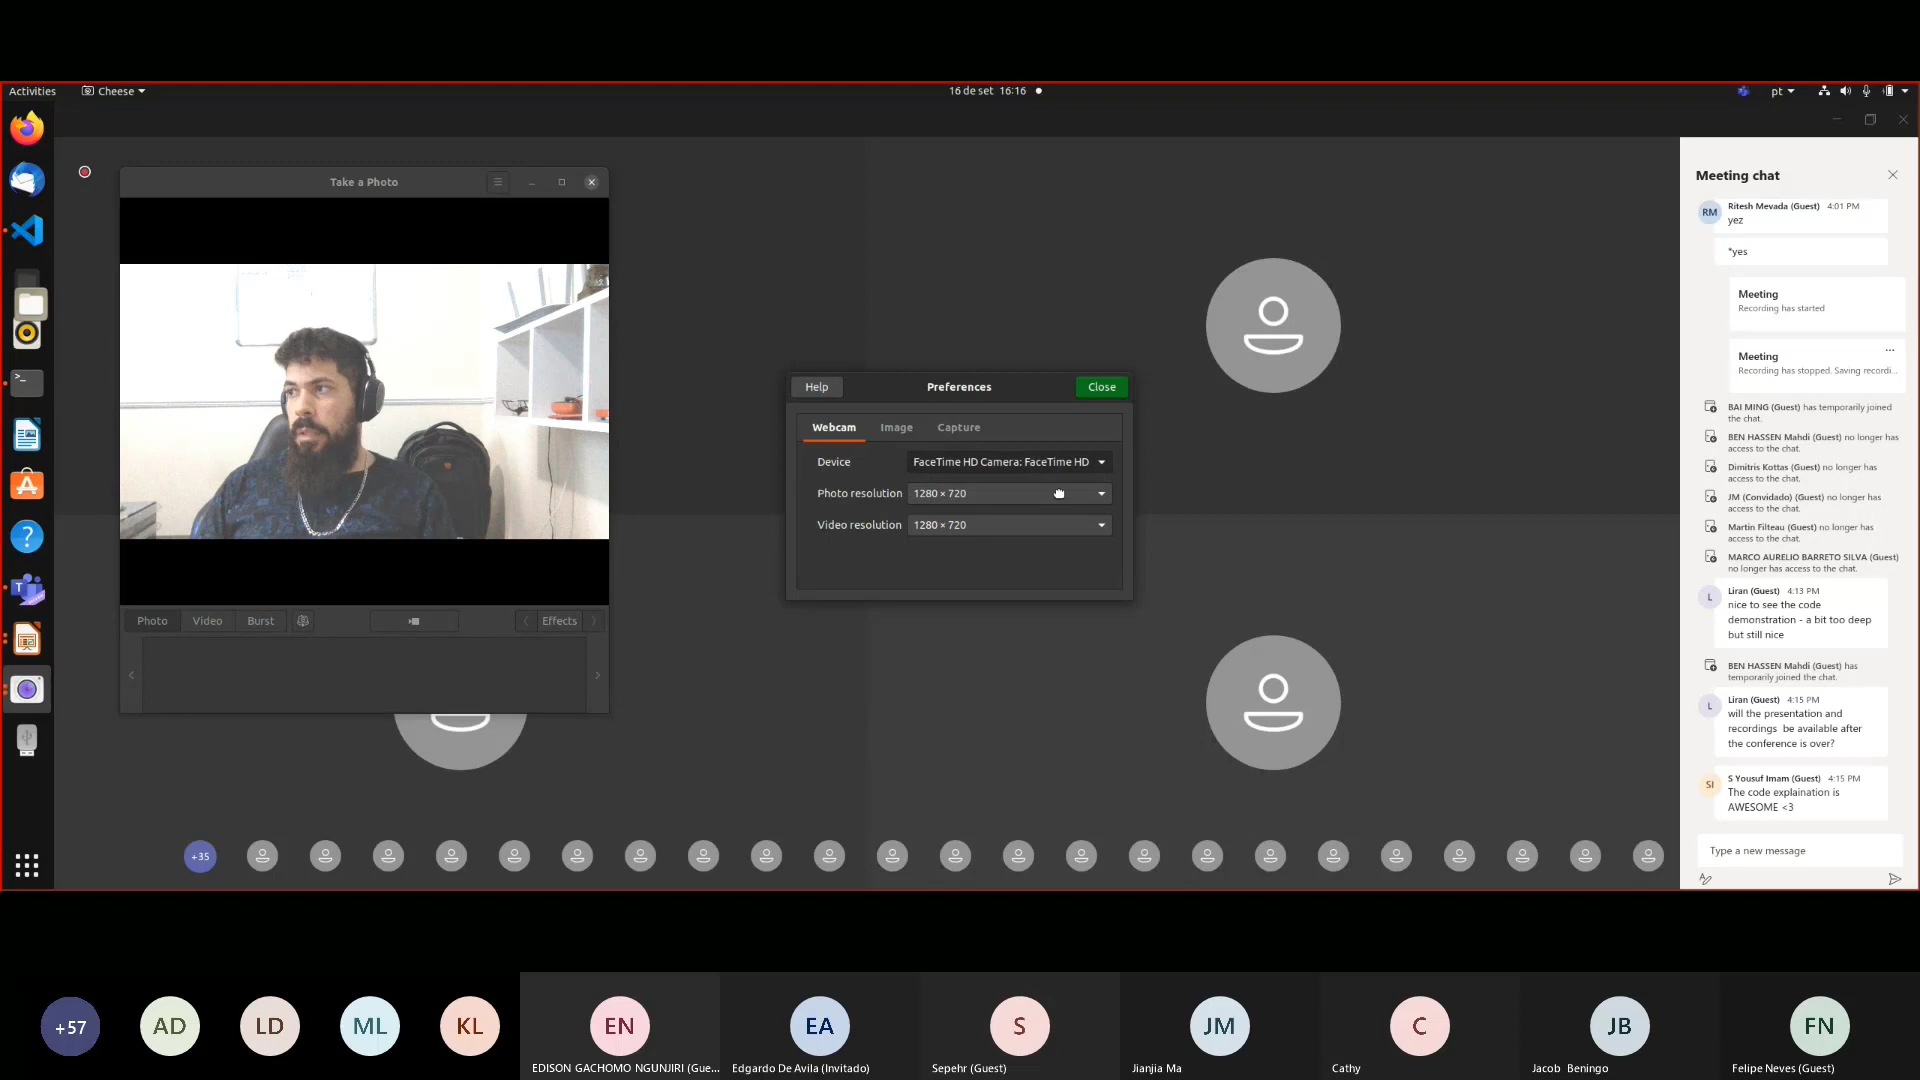 Activities
Cheese
16 de set 16:16
pt
Take a Photo
Photo
Video
Burst
Effects
Help
Preferences
Close
Webcam
Image
Capture
Device
FaceTime HD Camera: FaceTime HD
Photo resolution
1280 × 720
Video resolution
1280 × 720
+35
Meeting chat
RM
Ritesh Mevada (Guest) 4:01 PM
yez
*yes
Meeting
Recording has started
Meeting
Recording has stopped. Saving recordi...
BAI MING (Guest) has temporarily joined
the chat.
BEN HASSEN Mahdi (Guest) no longer has
access to the chat.
Dimitris Kottas (Guest) no longer has
access to the chat.
JM (Convidado) (Guest) no longer has
access to the chat.
Martin Filteau (Guest) no longer has
access to the chat.
MARCO AURELIO BARRETO SILVA (Guest)
no longer has access to the chat.
L
Liran (Guest) 4:13 PM
nice to see the code
demonstration - a bit too deep
but still nice
BEN HASSEN Mahdi (Guest) has
temporarily joined the chat.
L
Liran (Guest) 4:15 PM
will the presentation and
recordings be available after
the conference is over?
SI
S Yousuf Imam (Guest) 4:15 PM
The code explaination is
AWESOME <3
Type a new message
+57
AD
LD
ML
KL
EN
EA
S
JM
C
JB
FN
EDISON GACHOMO NGUNJIRI (Gue...
Edgardo De Avila (Invitado)
Sepehr (Guest)
Jianjia Ma
Cathy
Jacob Beningo
Felipe Neves (Guest)